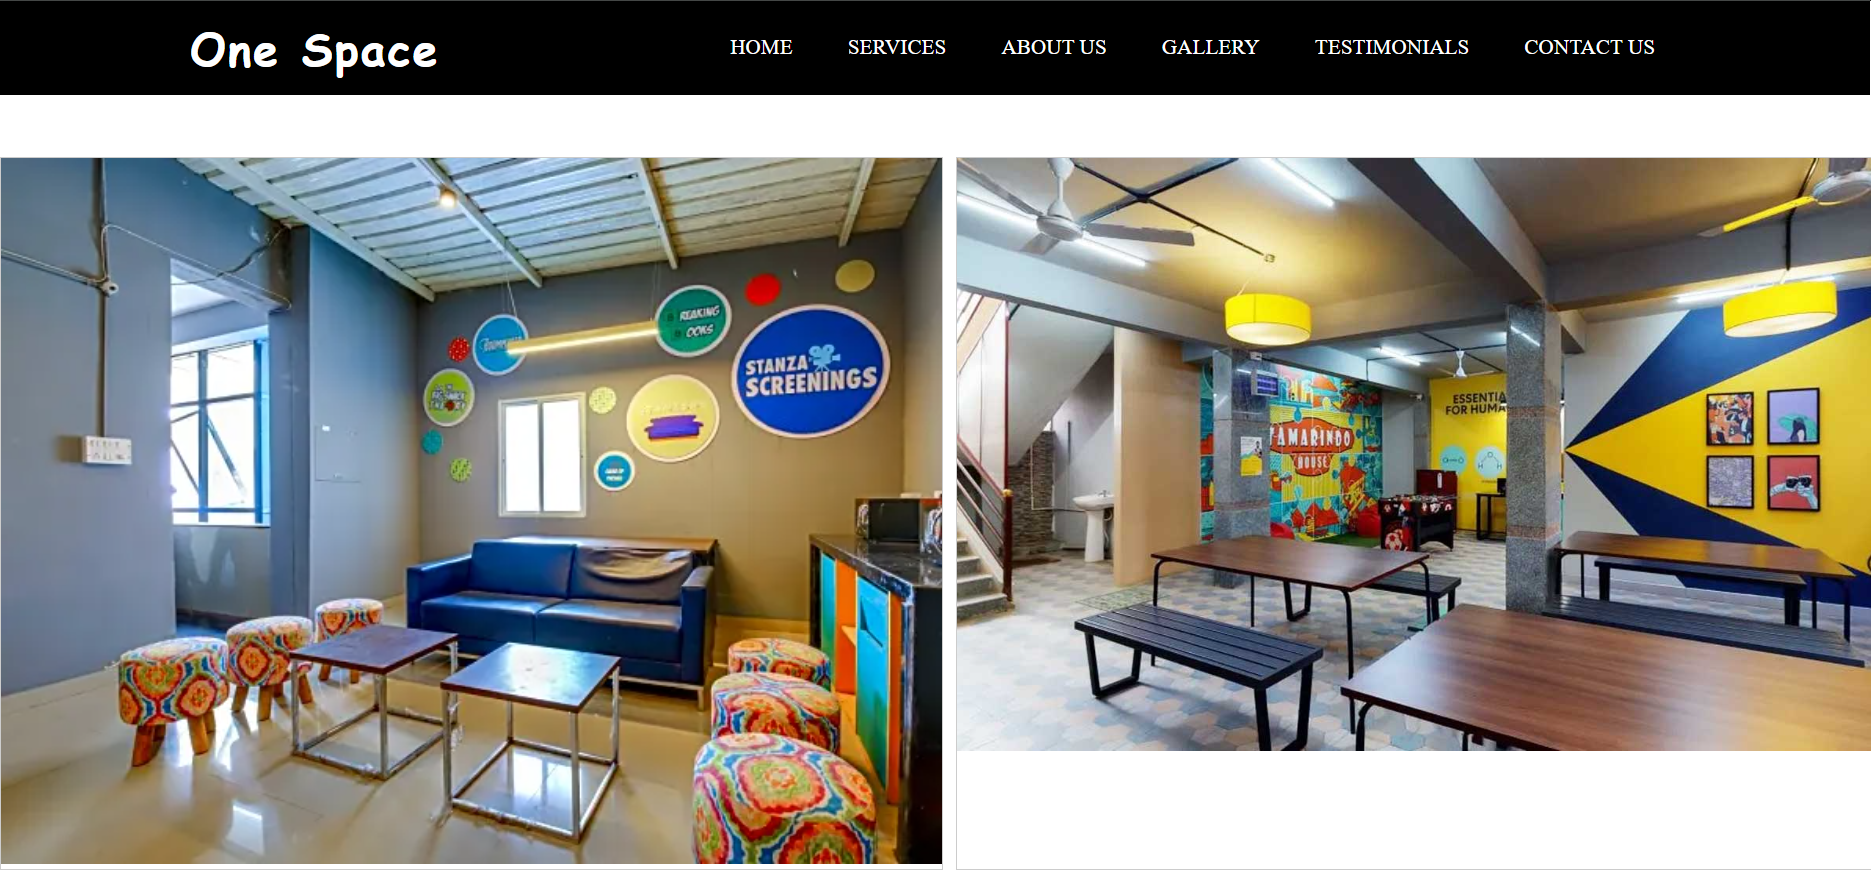 One Space
HOME
SERVICES
ABOUT US
GALLERY
TESTIMONIALS
CONTACT US
REAKING
OOKS
STANZA
SCREENINGS
TAMARINDO
HOUSE
ESSENTIA
FOR HUMA